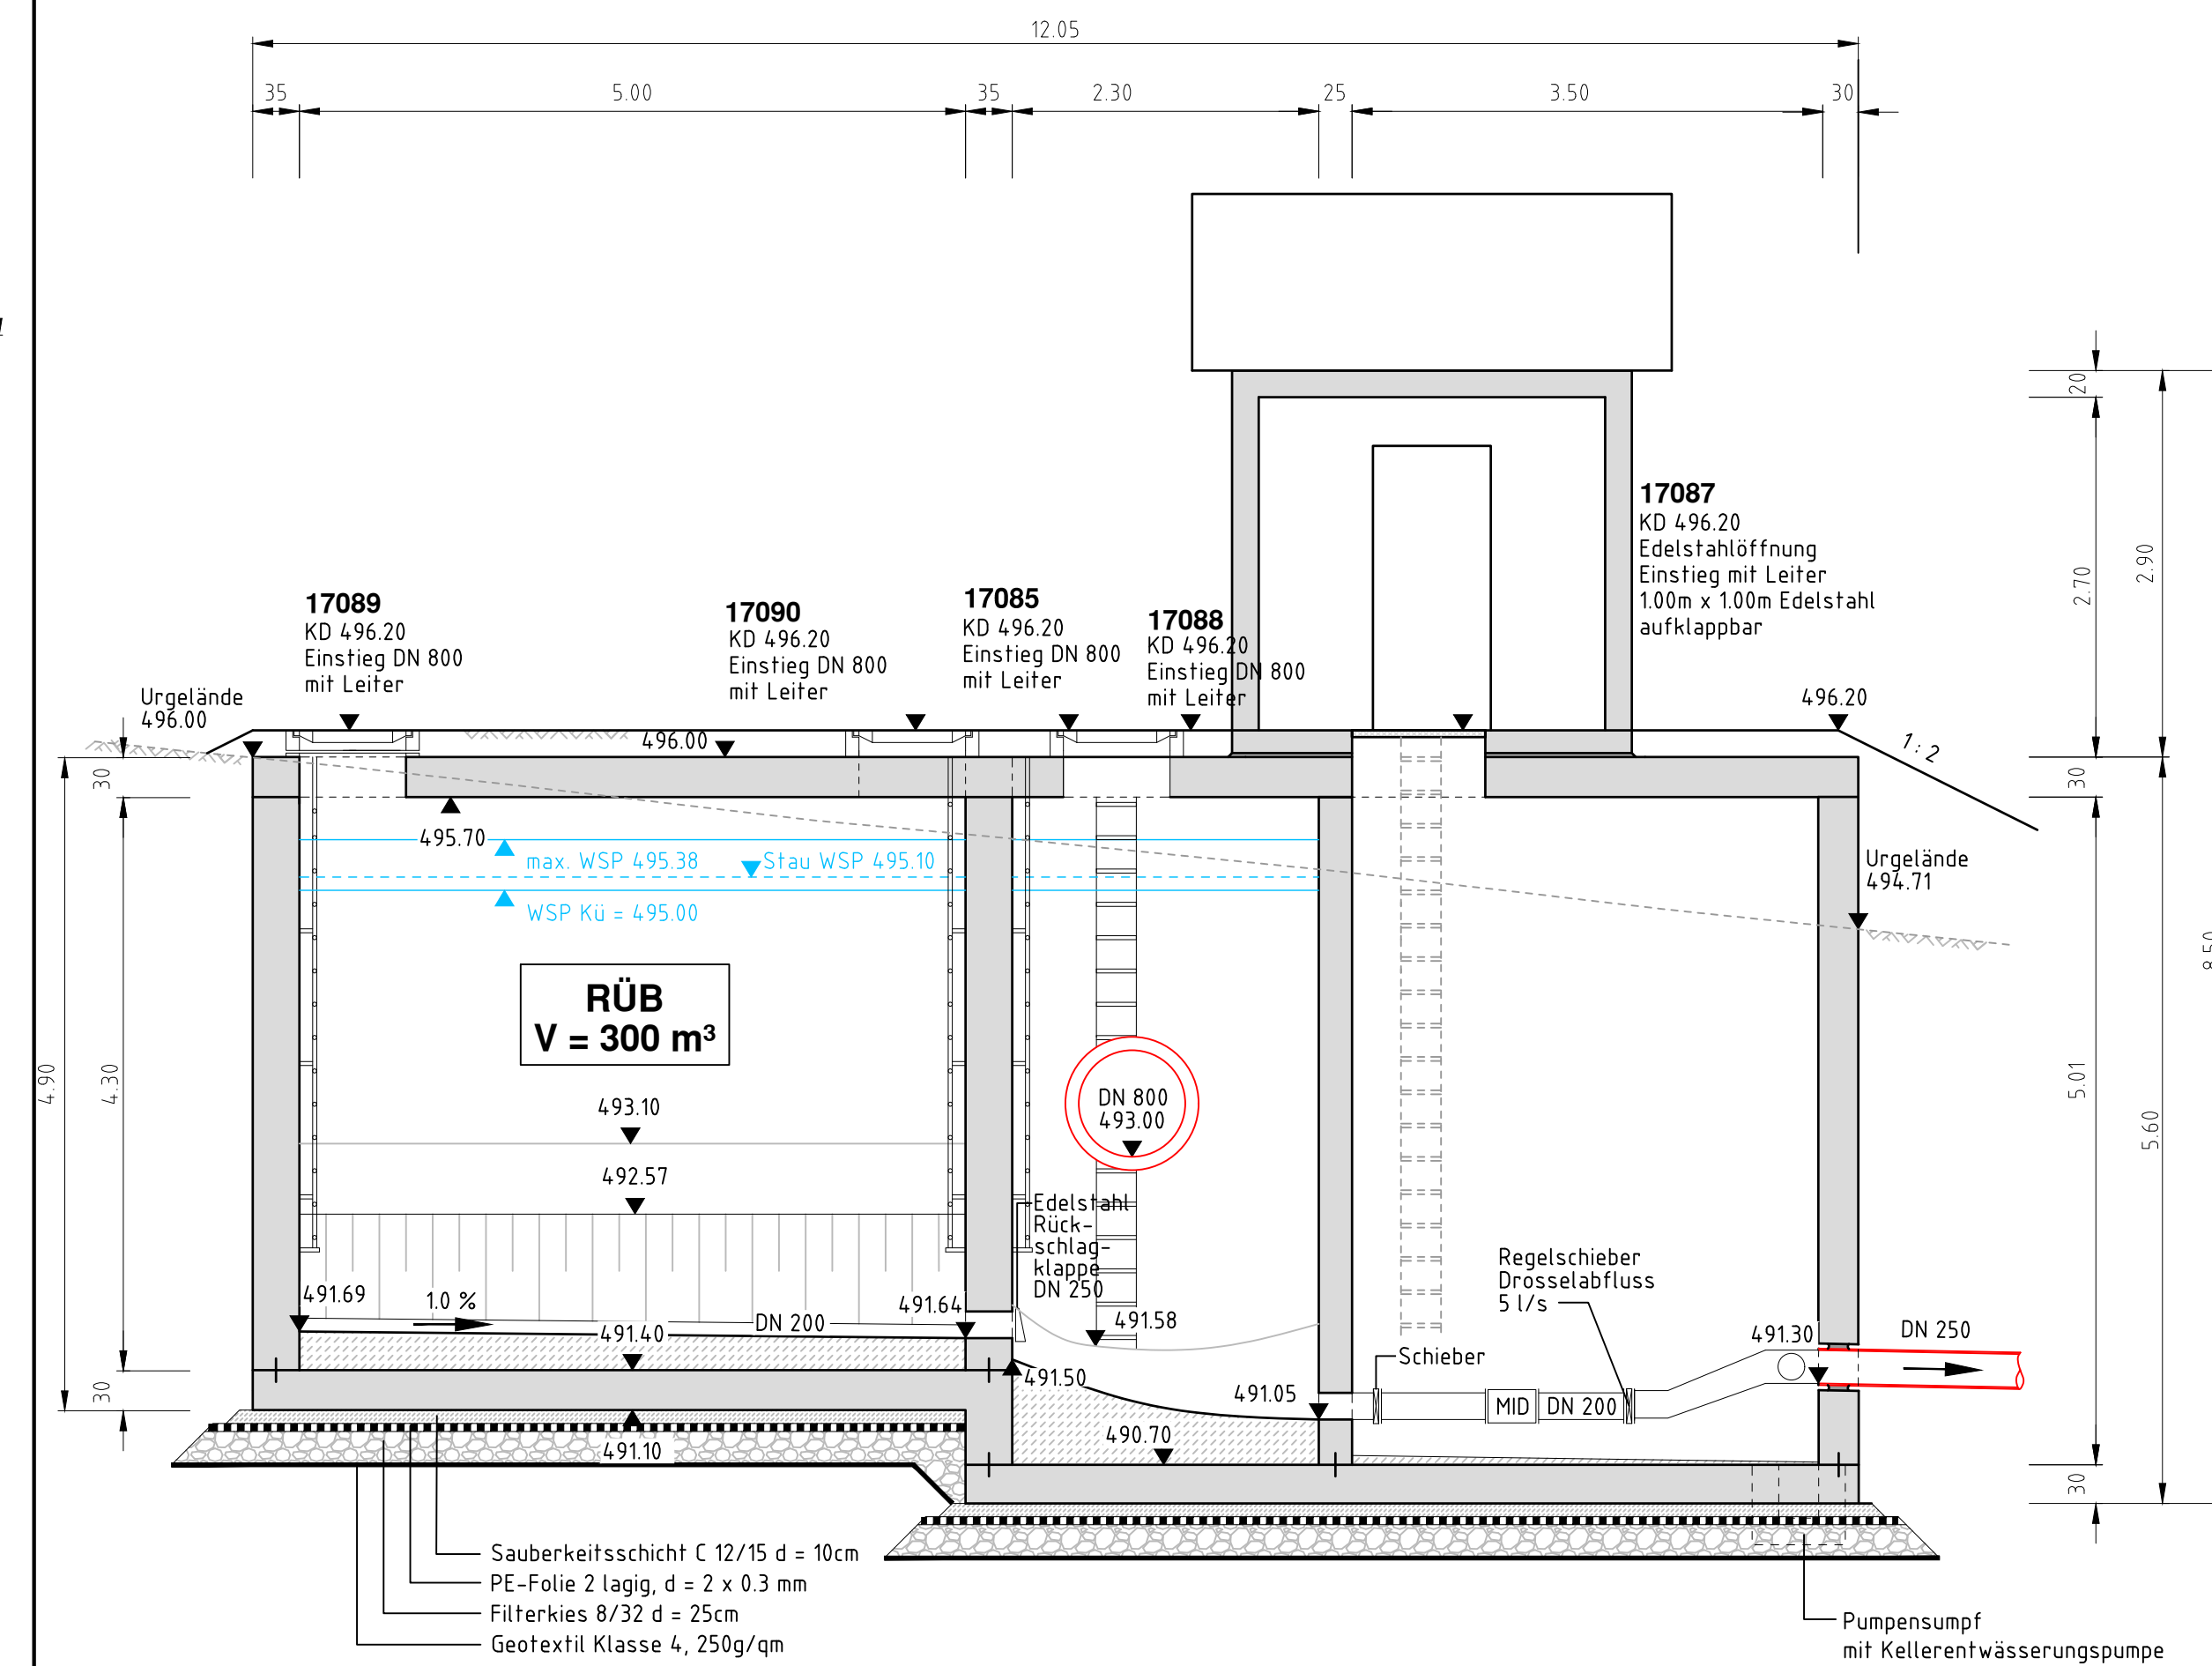 12.05
35
5.00
35
2.30
25
3.50
30
20
2.70
2.90
17087
KD 496.20
Edelstahlöffnung
Einstieg mit Leiter
1.00m x 1.00m Edelstahl
aufklappbar
17089
KD 496.20
Einstieg DN 800
mit Leiter
17090
KD 496.20
Einstieg DN 800
mit Leiter
17085
KD 496.20
Einstieg DN 800
mit Leiter
17088
KD 496.20
Einstieg DN 800
mit Leiter
Urgelände
496.00
496.00
496.20
1 : 2
30
30
495.70
max. WSP 495.38
Stau WSP 495.10
WSP Kü = 495.00
Urgelände
494.71
8.50
RÜB
V = 300 m³
4.90
4.30
5.01
5.60
493.10
DN 800
493.00
492.57
Edelstahl
Rück-
schlag-
klappe
DN 250
Regelschieber
Drosselabfluss
5 l/s
491.69
1.0 %
491.64
DN 200
491.40
491.58
491.30
DN 250
Schieber
491.50
491.05
MID
DN 200
30
490.70
491.10
30
Sauberkeitsschicht C 12/15 d = 10cm
PE-Folie 2 lagig, d = 2 x 0.3 mm
Filterkies 8/32 d = 25cm
Geotextil Klasse 4, 250g/qm
Pumpensumpf
mit Kellerentwässerungspumpe